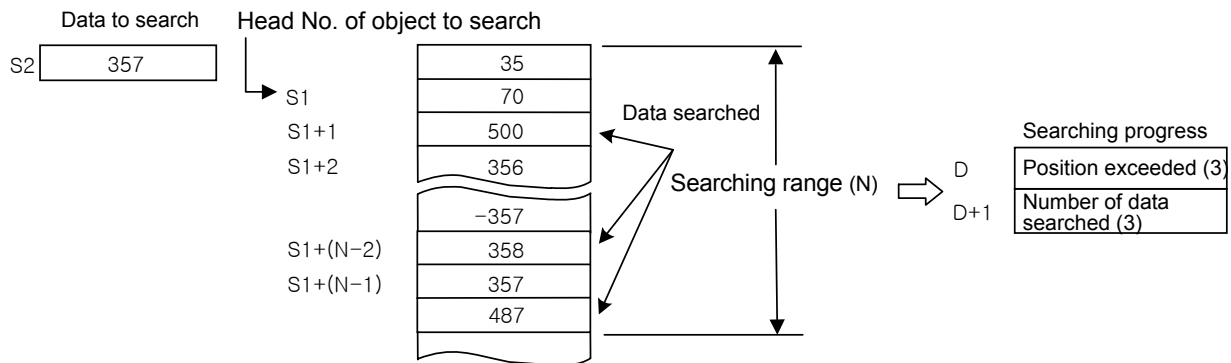 Data to search
Head No. of object to search
S2
357
35
S1
70
S1+1
500
S1+2
356
-357
S1+(N-2)
358
S1+(N-1)
357
487
Data searched
Searching range (N)
Searching progress
D
Position exceeded (3)
D+1
Number of data
searched (3)